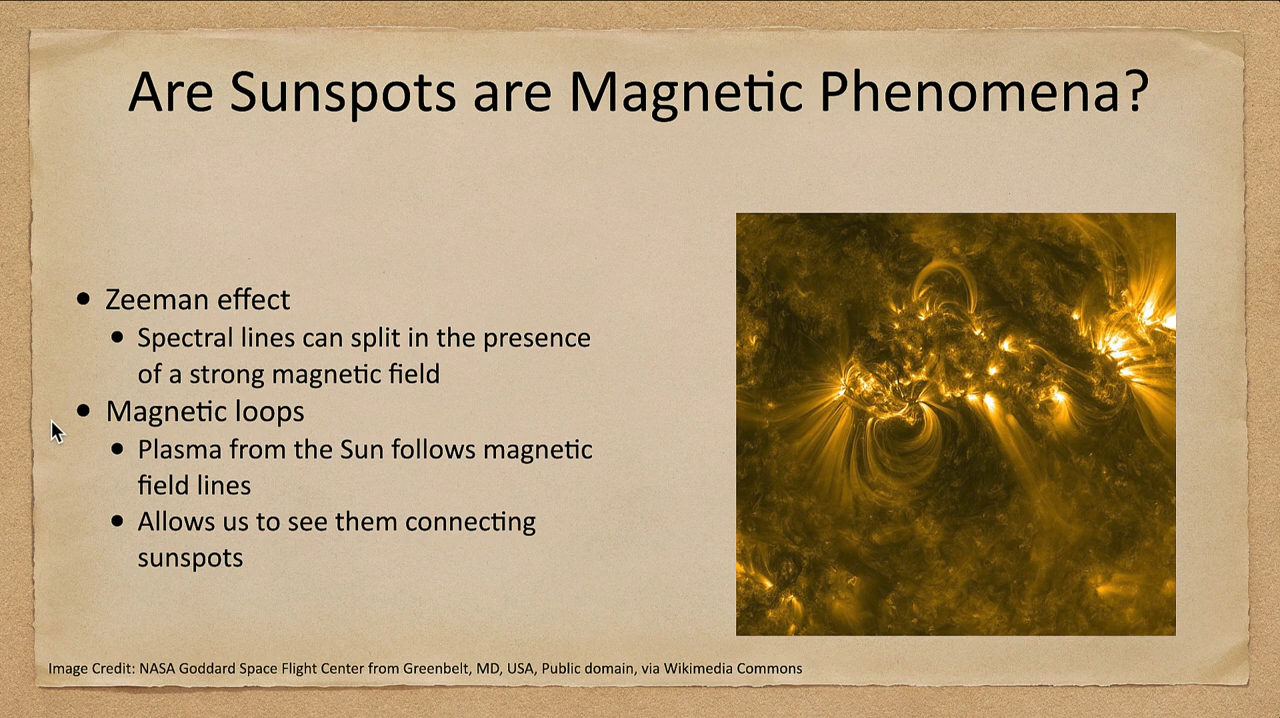 Are Sunspots are Magnetic Phenomena?
• Zeeman effect
• Spectral lines can split in the presence
of a strong magnetic field
• Magnetic loops
• Plasma from the Sun follows magnetic
field lines
• Allows us to see them connecting
sunspots
Image Credit: NASA Goddard Space Flight Center from Greenbelt, MD, USA, Public domain, via Wikimedia Commons